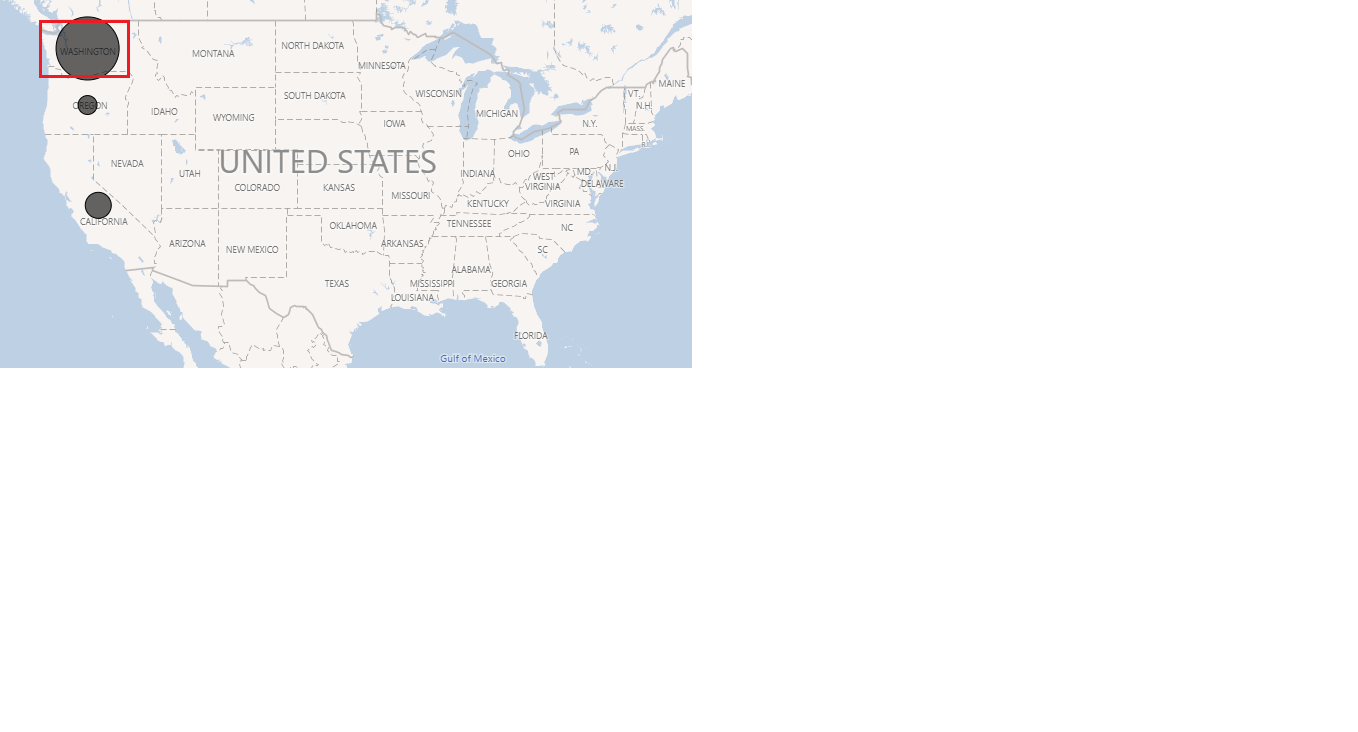 WASHINGTON
MONTANA
NORTH DAKOTA
MINNESOTA
MAINE
SOUTH DAKOTA
WISCONSIN
VT.
N.H.
OREGON
IDAHO
WYOMING
MICHIGAN
IOWA
N.Y.
MASS.
R.I.
NEVADA
UTAH
UNITED STATES
OHIO
PA
N.J.
COLORADO
KANSAS
MISSOURI
INDIANA
WEST
VIRGINIA
MD.
DELAWARE
KENTUCKY
VIRGINIA
CALIFORNIA
OKLAHOMA
TENNESSEE
NC
ARIZONA
NEW MEXICO
ARKANSAS
SC
TEXAS
ALABAMA
MISSISSIPPI
GEORGIA
LOUISIANA
FLORIDA
Gulf of Mexico